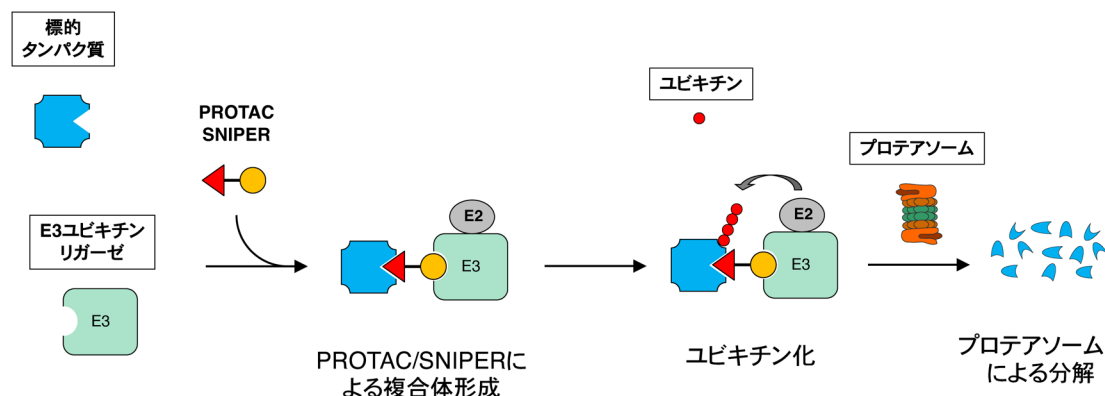 標的
タンパク質
PROTAC
SNIPER
E3ユビキチン
リガーゼ
E3
E2
E3
PROTAC/SNIPERに
よる複合体形成
ユビキチン
E2
E3
ユビキチン化
プロテアソーム
プロテアソーム
による分解